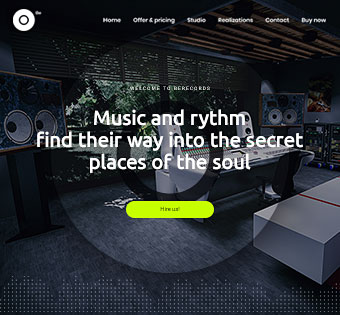 Be
Home Offer & pricing Studio Realizations Contact Buy now
WELCOME TO BERECORDS
Music and rythm
find their way into the secret
places of the soul
Hire us!